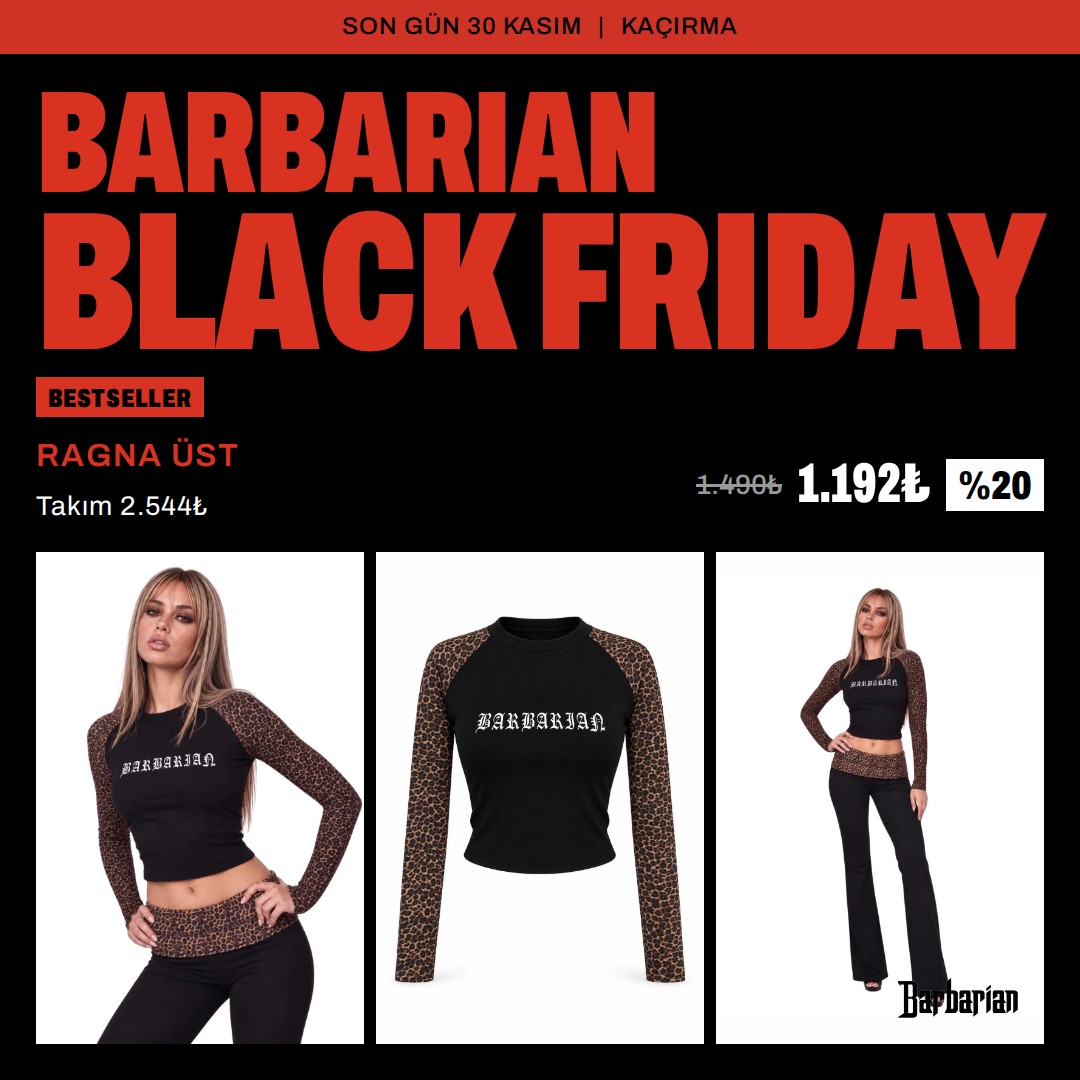 SON GÜN 30 KASIM | KAÇIRMA
BARBARIAN
BLACK FRIDAY
BESTSELLER
RAGNA ÜST
Takım 2.544₺
1.490₺ 1.192₺ %20
BARBARIAN
BARBARIAN
BARBARIAN
Barbarian